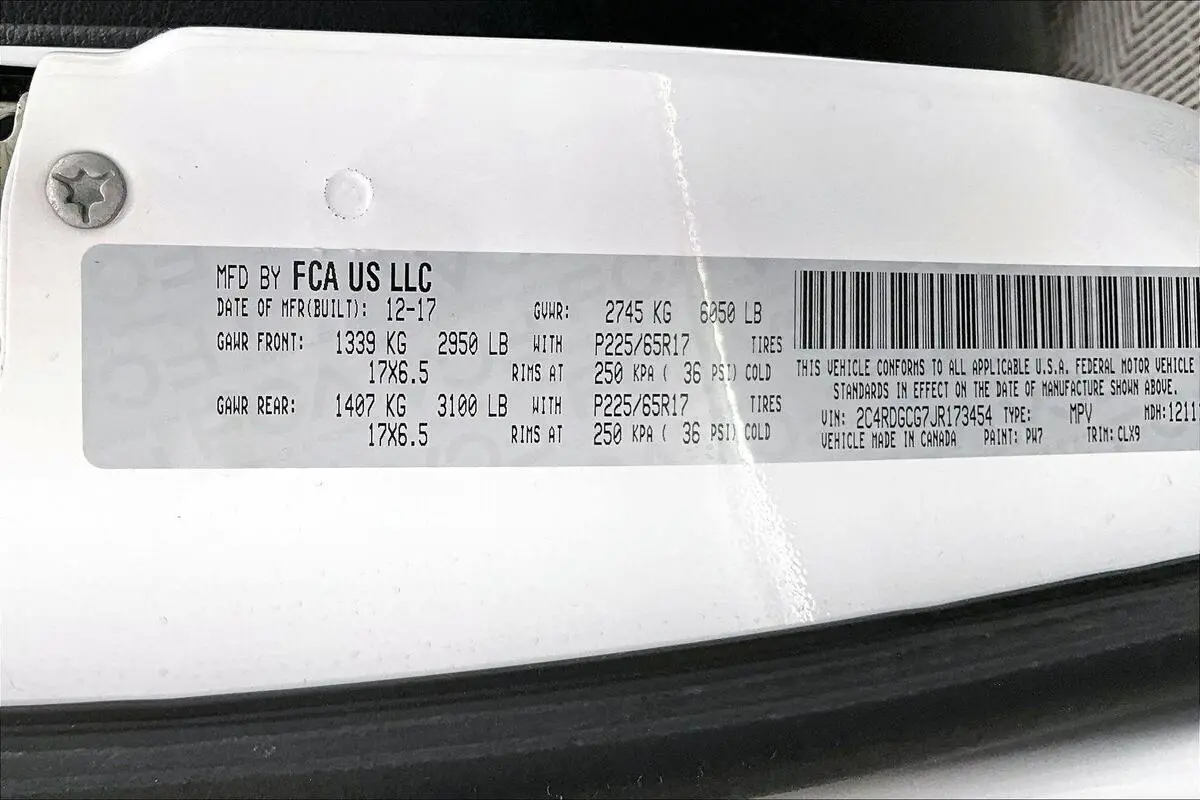 MFD BY FCA US LLC
DATE OF MFR(BUILT): 12-17 GVWR: 2745 KG 6050 LB
GAWR FRONT: 1339 KG 2950 LB WITH P225/65R17 TIRES
17X6.5 RIMS AT 250 KPA ( 36 PSI) COLD
GAWR REAR: 1407 KG 3100 LB WITH P225/65R17 TIRES
17X6.5 RIMS AT 250 KPA ( 36 PSI) COLD
THIS VEHICLE CONFORMS TO ALL APPLICABLE U.S.A. FEDERAL MOTOR VEHICLE
STANDARDS IN EFFECT ON THE DATE OF MANUFACTURE SHOWN ABOVE.
VIN: 2C4RDGCG7JR173454 TYPE: MPV MDH:
VEHICLE MADE IN CANADA PAINT: PW7 TRIM: CLX9